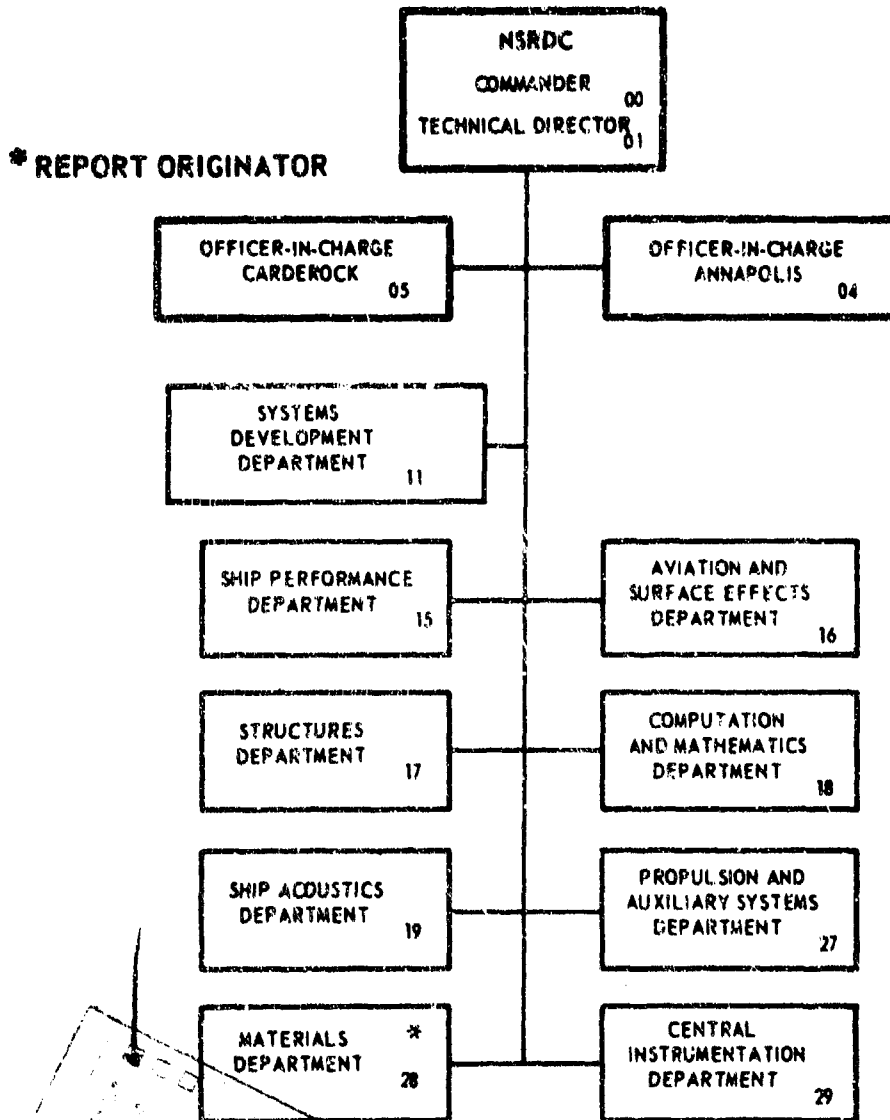 NSRDC
COMMANDER
00
TECHNICAL DIRECTOR
01
* REPORT ORIGINATOR
OFFICER-IN-CHARGE
CARDEROCK
05
OFFICER-IN-CHARGE
ANNAPOLIS
04
SYSTEMS
DEVELOPMENT
DEPARTMENT
11
SHIP PERFORMANCE
DEPARTMENT
15
AVIATION AND
SURFACE EFFECTS
DEPARTMENT
16
STRUCTURES
DEPARTMENT
17
COMPUTATION
AND MATHEMATICS
DEPARTMENT
18
SHIP ACOUSTICS
DEPARTMENT
19
PROPULSION AND
AUXILIARY SYSTEMS
DEPARTMENT
27
MATERIALS *
DEPARTMENT
28
CENTRAL
INSTRUMENTATION
DEPARTMENT
29